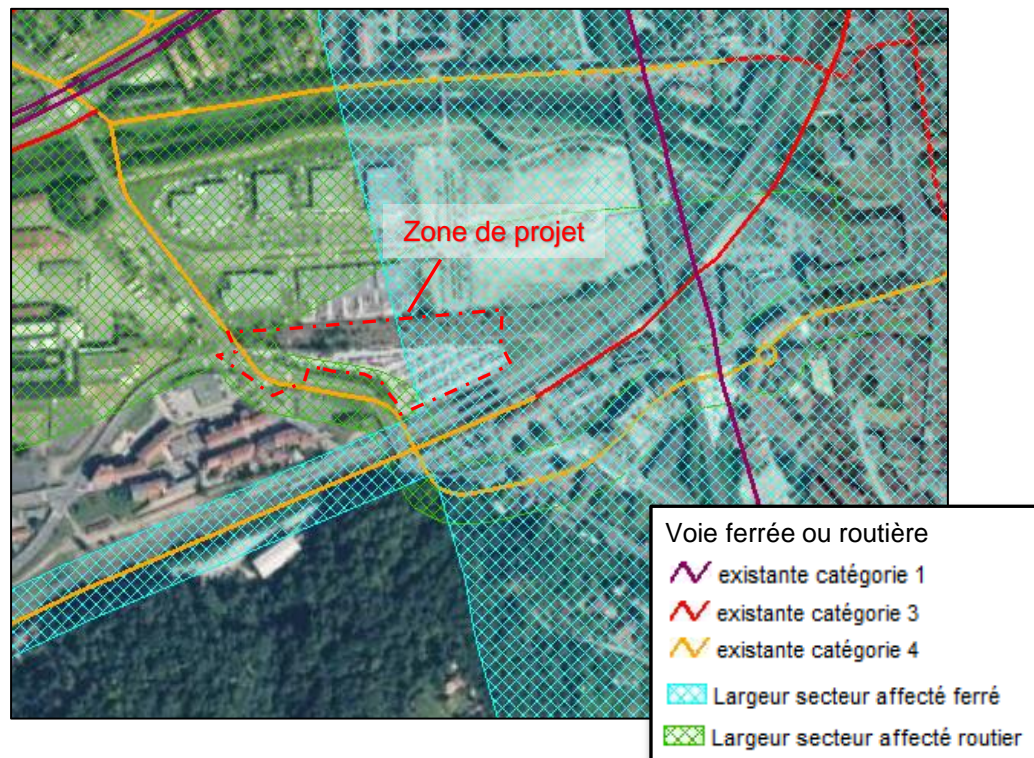 Zone de projet
Voie ferrée ou routière
existante catégorie 1
existante catégorie 3
existante catégorie 4
Largeur secteur affecté ferré
Largeur secteur affecté routier